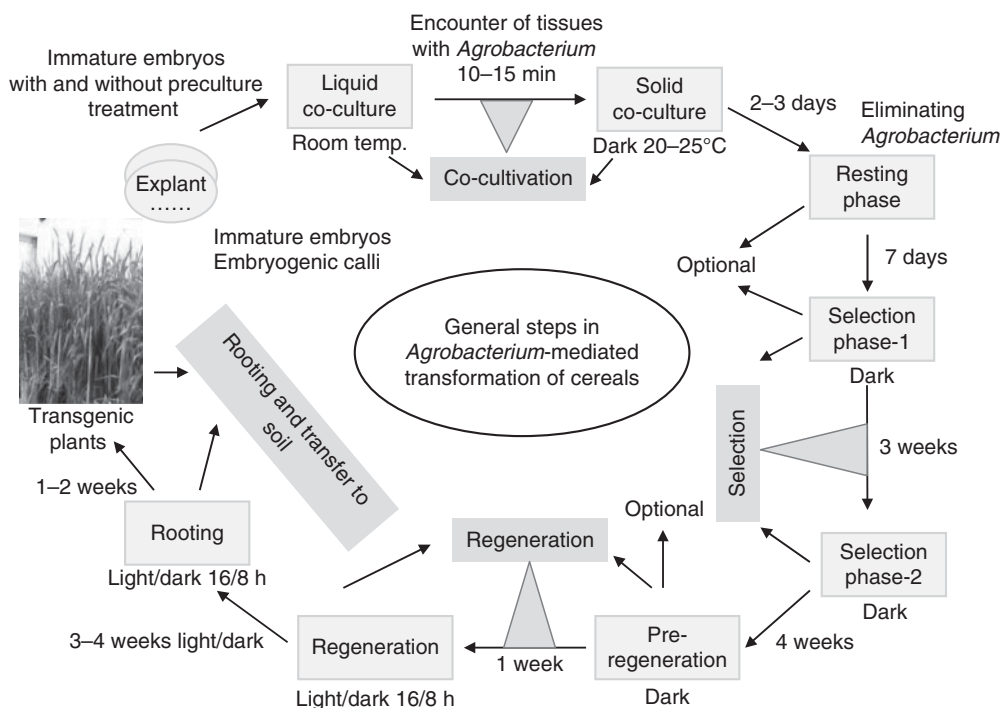 Immature embryos
with and without preculture
treatment
Liquid
co-culture
Room temp.
Encounter of tissues
with Agrobacterium
10–15 min
Solid
co-culture
Dark 20–25°C
Co-cultivation
2–3 days
Eliminating
Agrobacterium
Resting
phase
Optional
7 days
Selection
phase-1
Dark
Selection
3 weeks
Selection
phase-2
Dark
4 weeks
Optional
Pre-
regeneration
Dark
Regeneration
1 week
Regeneration
Light/dark 16/8 h
3–4 weeks light/dark
Rooting
Light/dark 16/8 h
1–2 weeks
Rooting and transfer to
soil
Transgenic
plants
Explant
......
Immature embryos
Embryogenic calli
General steps in
Agrobacterium-mediated
transformation of cereals